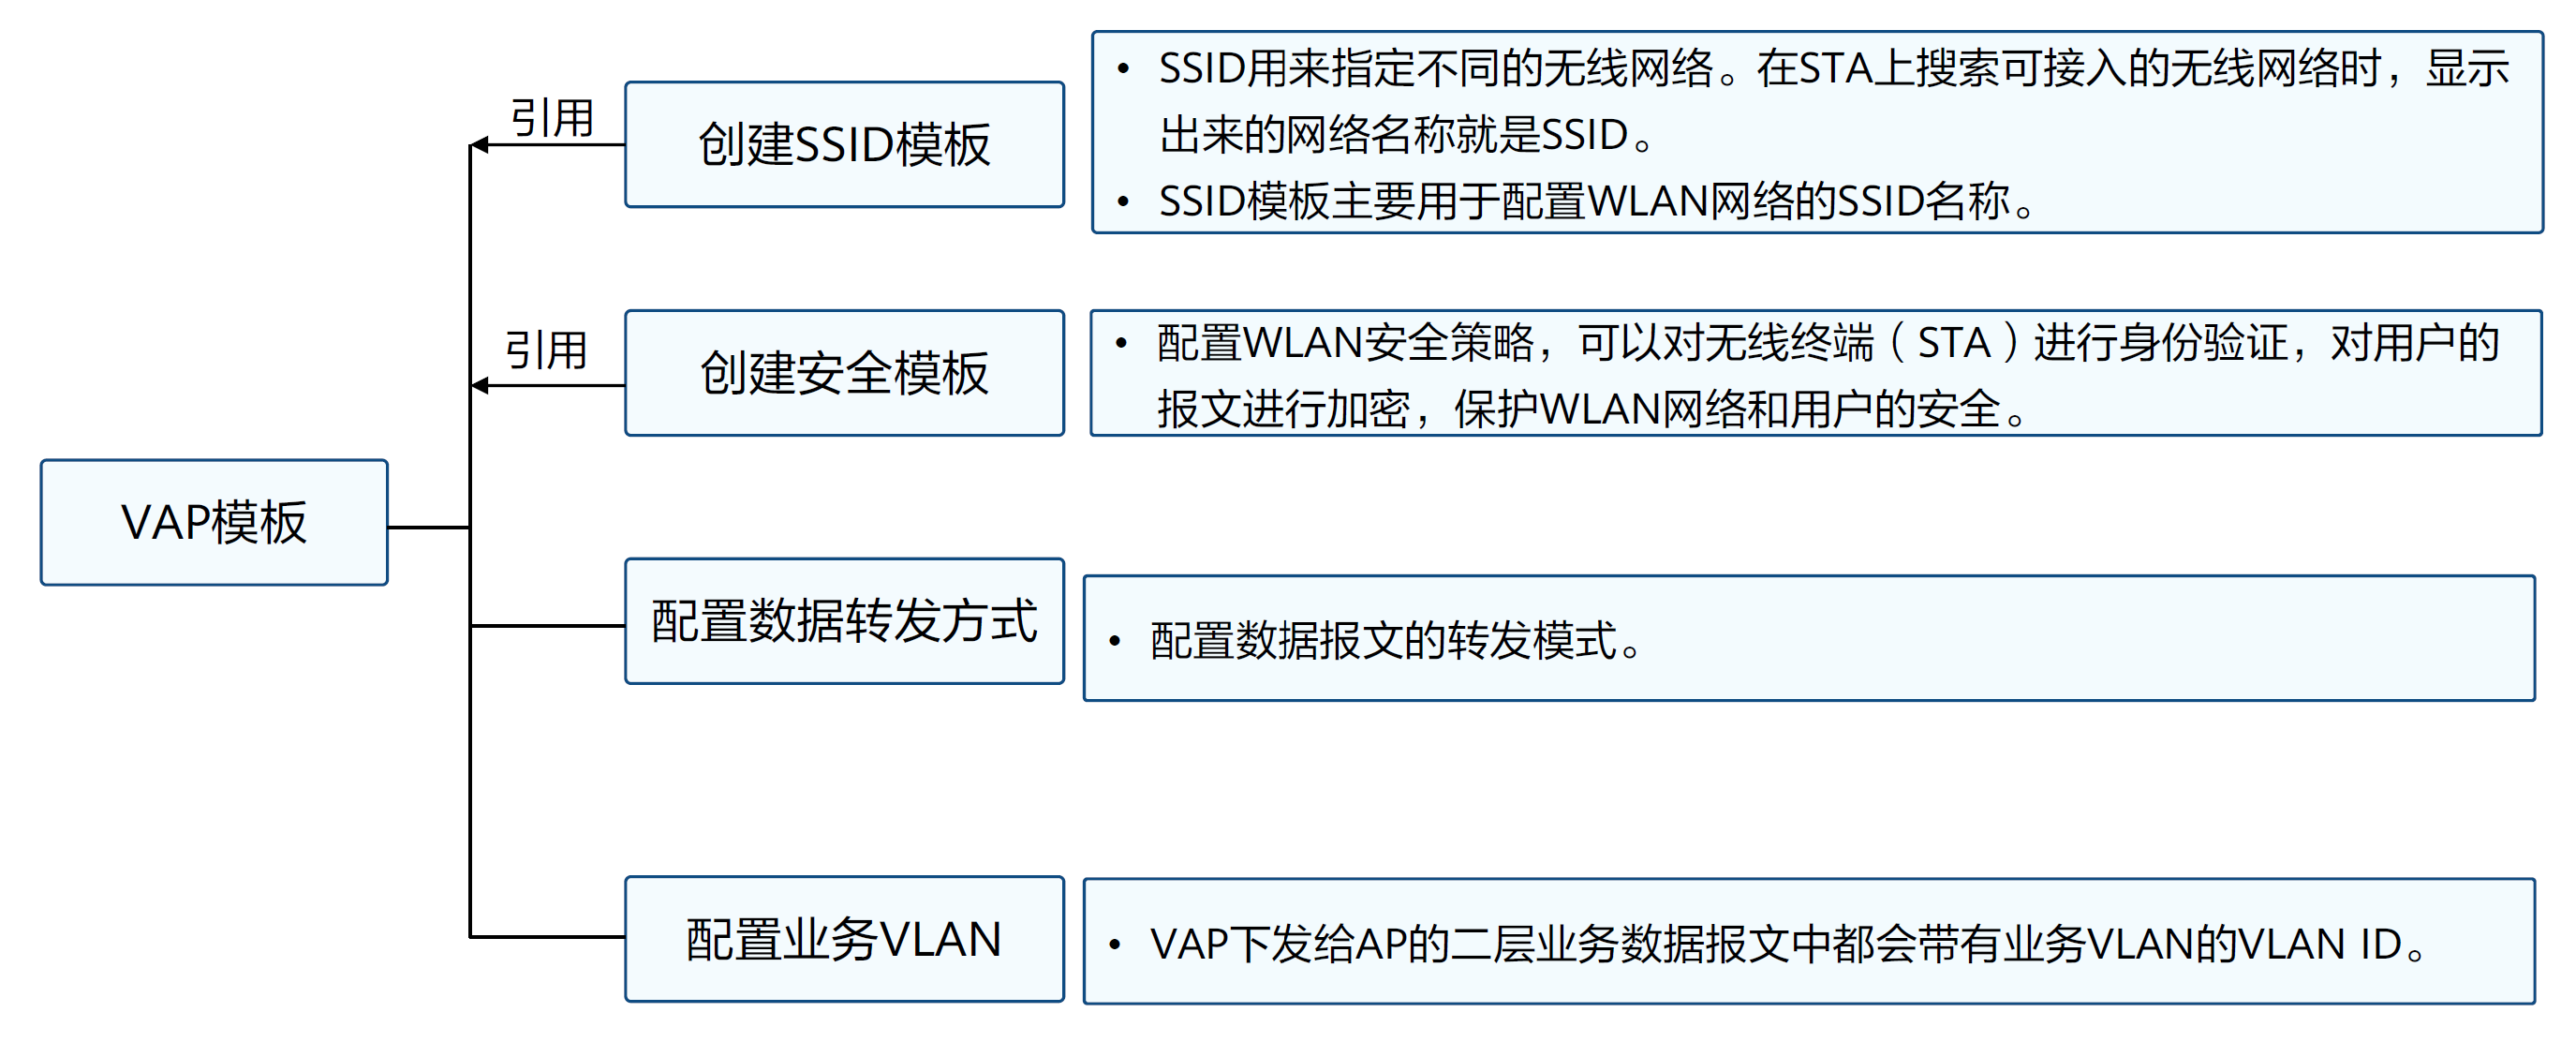 引用
创建SSID模板
• SSID用来指定不同的无线网络。在STA上搜索可接入的无线网络时，显示
出来的网络名称就是SSID。
• SSID模板主要用于配置WLAN网络的SSID名称。
引用
创建安全模板
• 配置WLAN安全策略，可以对无线终端（STA）进行身份验证，对用户的
报文进行加密，保护WLAN网络和用户的安全。
VAP模板
配置数据转发方式
• 配置数据报文的转发模式。
配置业务VLAN
• VAP下发给AP的二层业务数据报文中都会带有业务VLAN的VLAN ID。